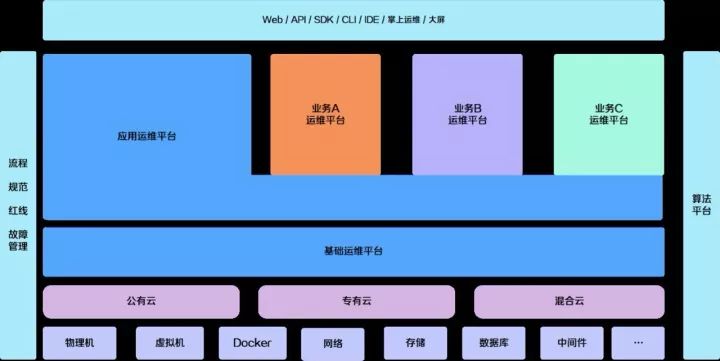 Web / API / SDK / CLI / IDE / 掌上运维 / 大屏
流程
规范
红线
故障
管理
应用运维平台
业务A
运维平台
业务B
运维平台
业务C
运维平台
算法
平台
基础运维平台
公有云
专有云
混合云
物理机
虚拟机
Docker
网络
存储
数据库
中间件
...